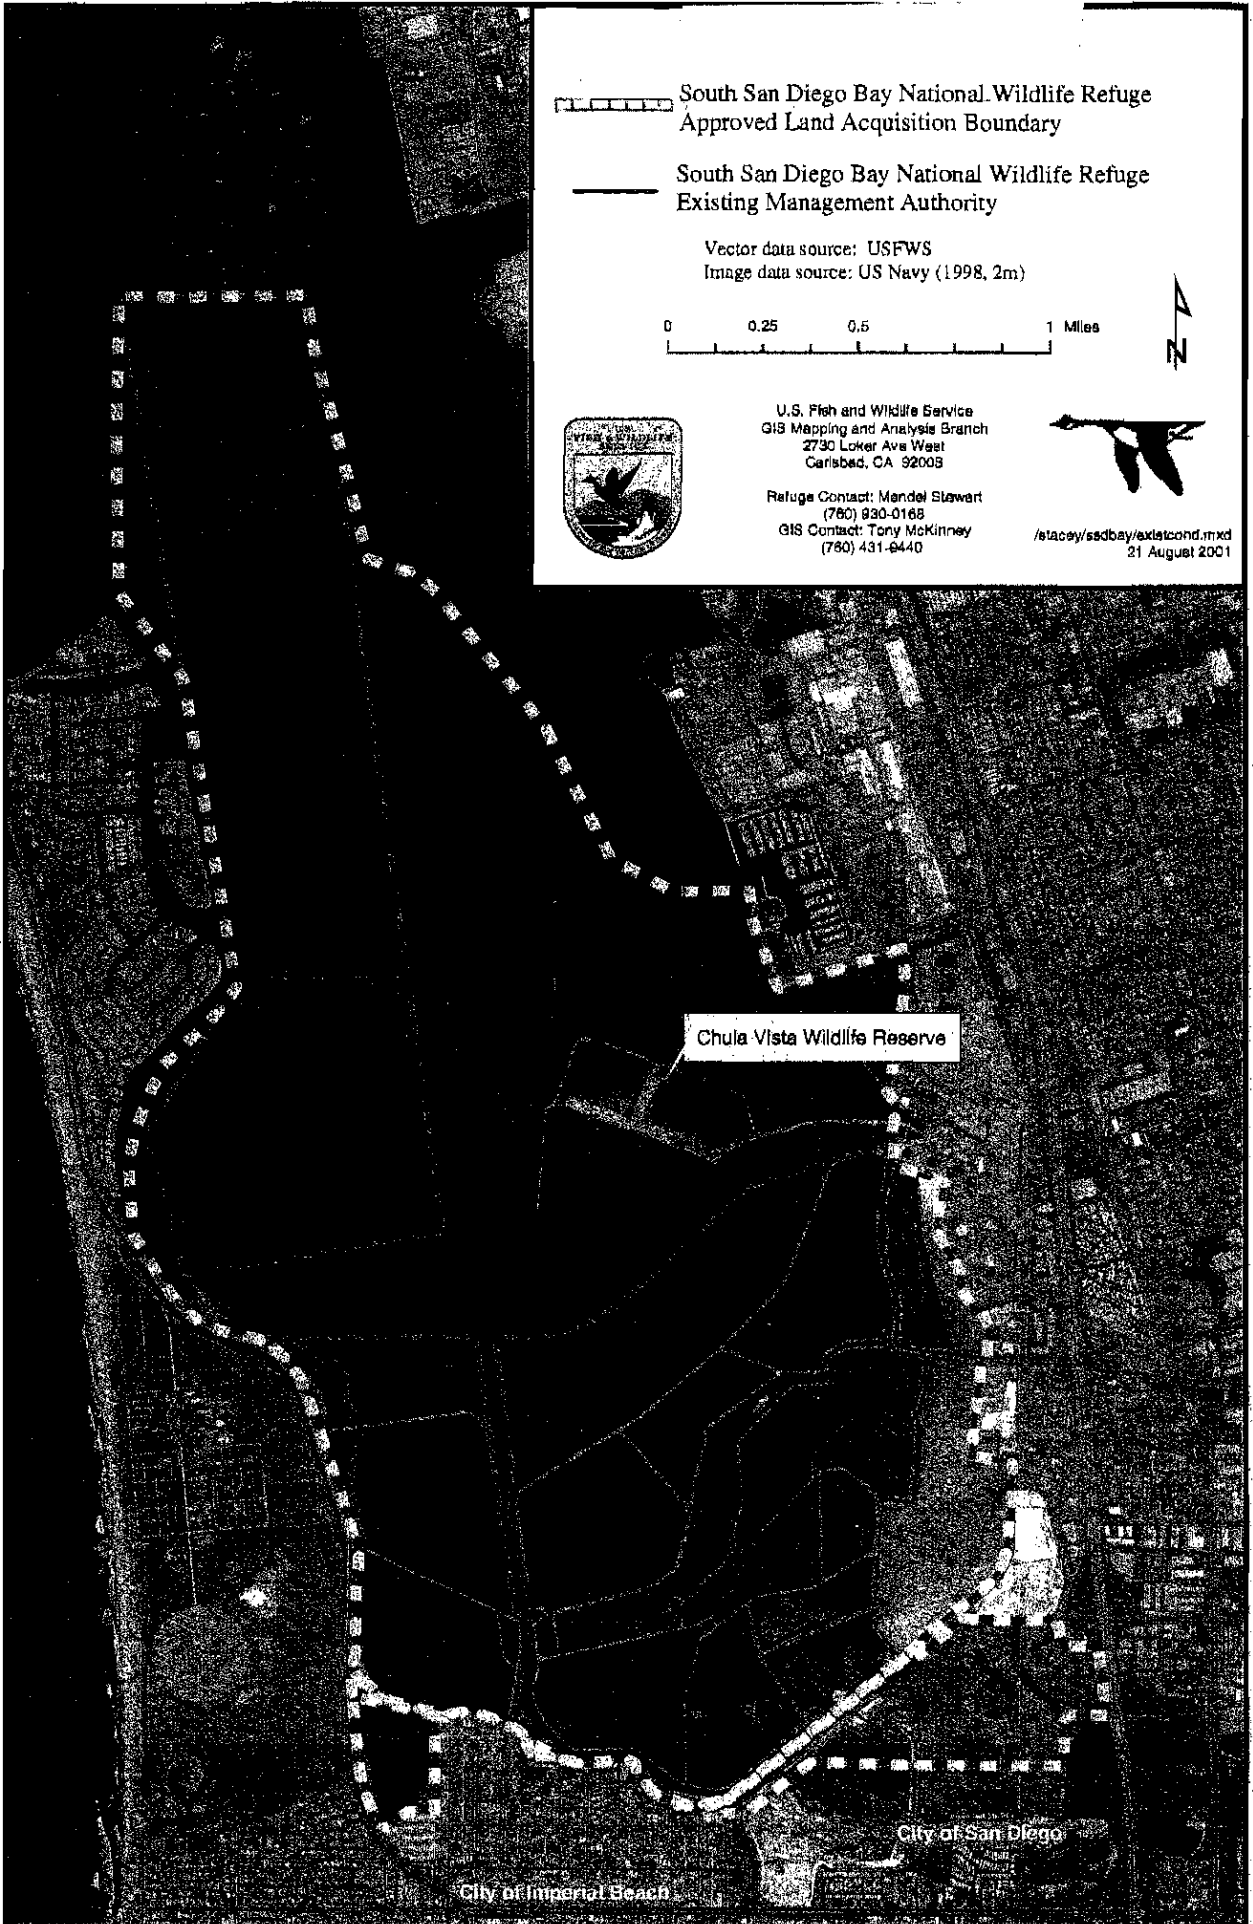 South San Diego Bay National Wildlife Refuge
Approved Land Acquisition Boundary
South San Diego Bay National Wildlife Refuge
Existing Management Authority
Vector data source: USFWS
Image data source: US Navy (1998, 2m)
0 0.25 0.5 1 Miles
N
U.S.
FISH & WILDLIFE
SERVICE
U.S. Fish and Wildlife Service
GIS Mapping and Analysis Branch
2730 Loker Ave West
Carlsbad, CA 92008
Refuge Contact: Mendel Stewart
(760) 930-0168
GIS Contact: Tony McKinney
(760) 431-9440
/stacey/ssdbay/existcond.mxd
21 August 2001
Chula Vista Wildlife Reserve
City of San Diego
City of Imperial Beach